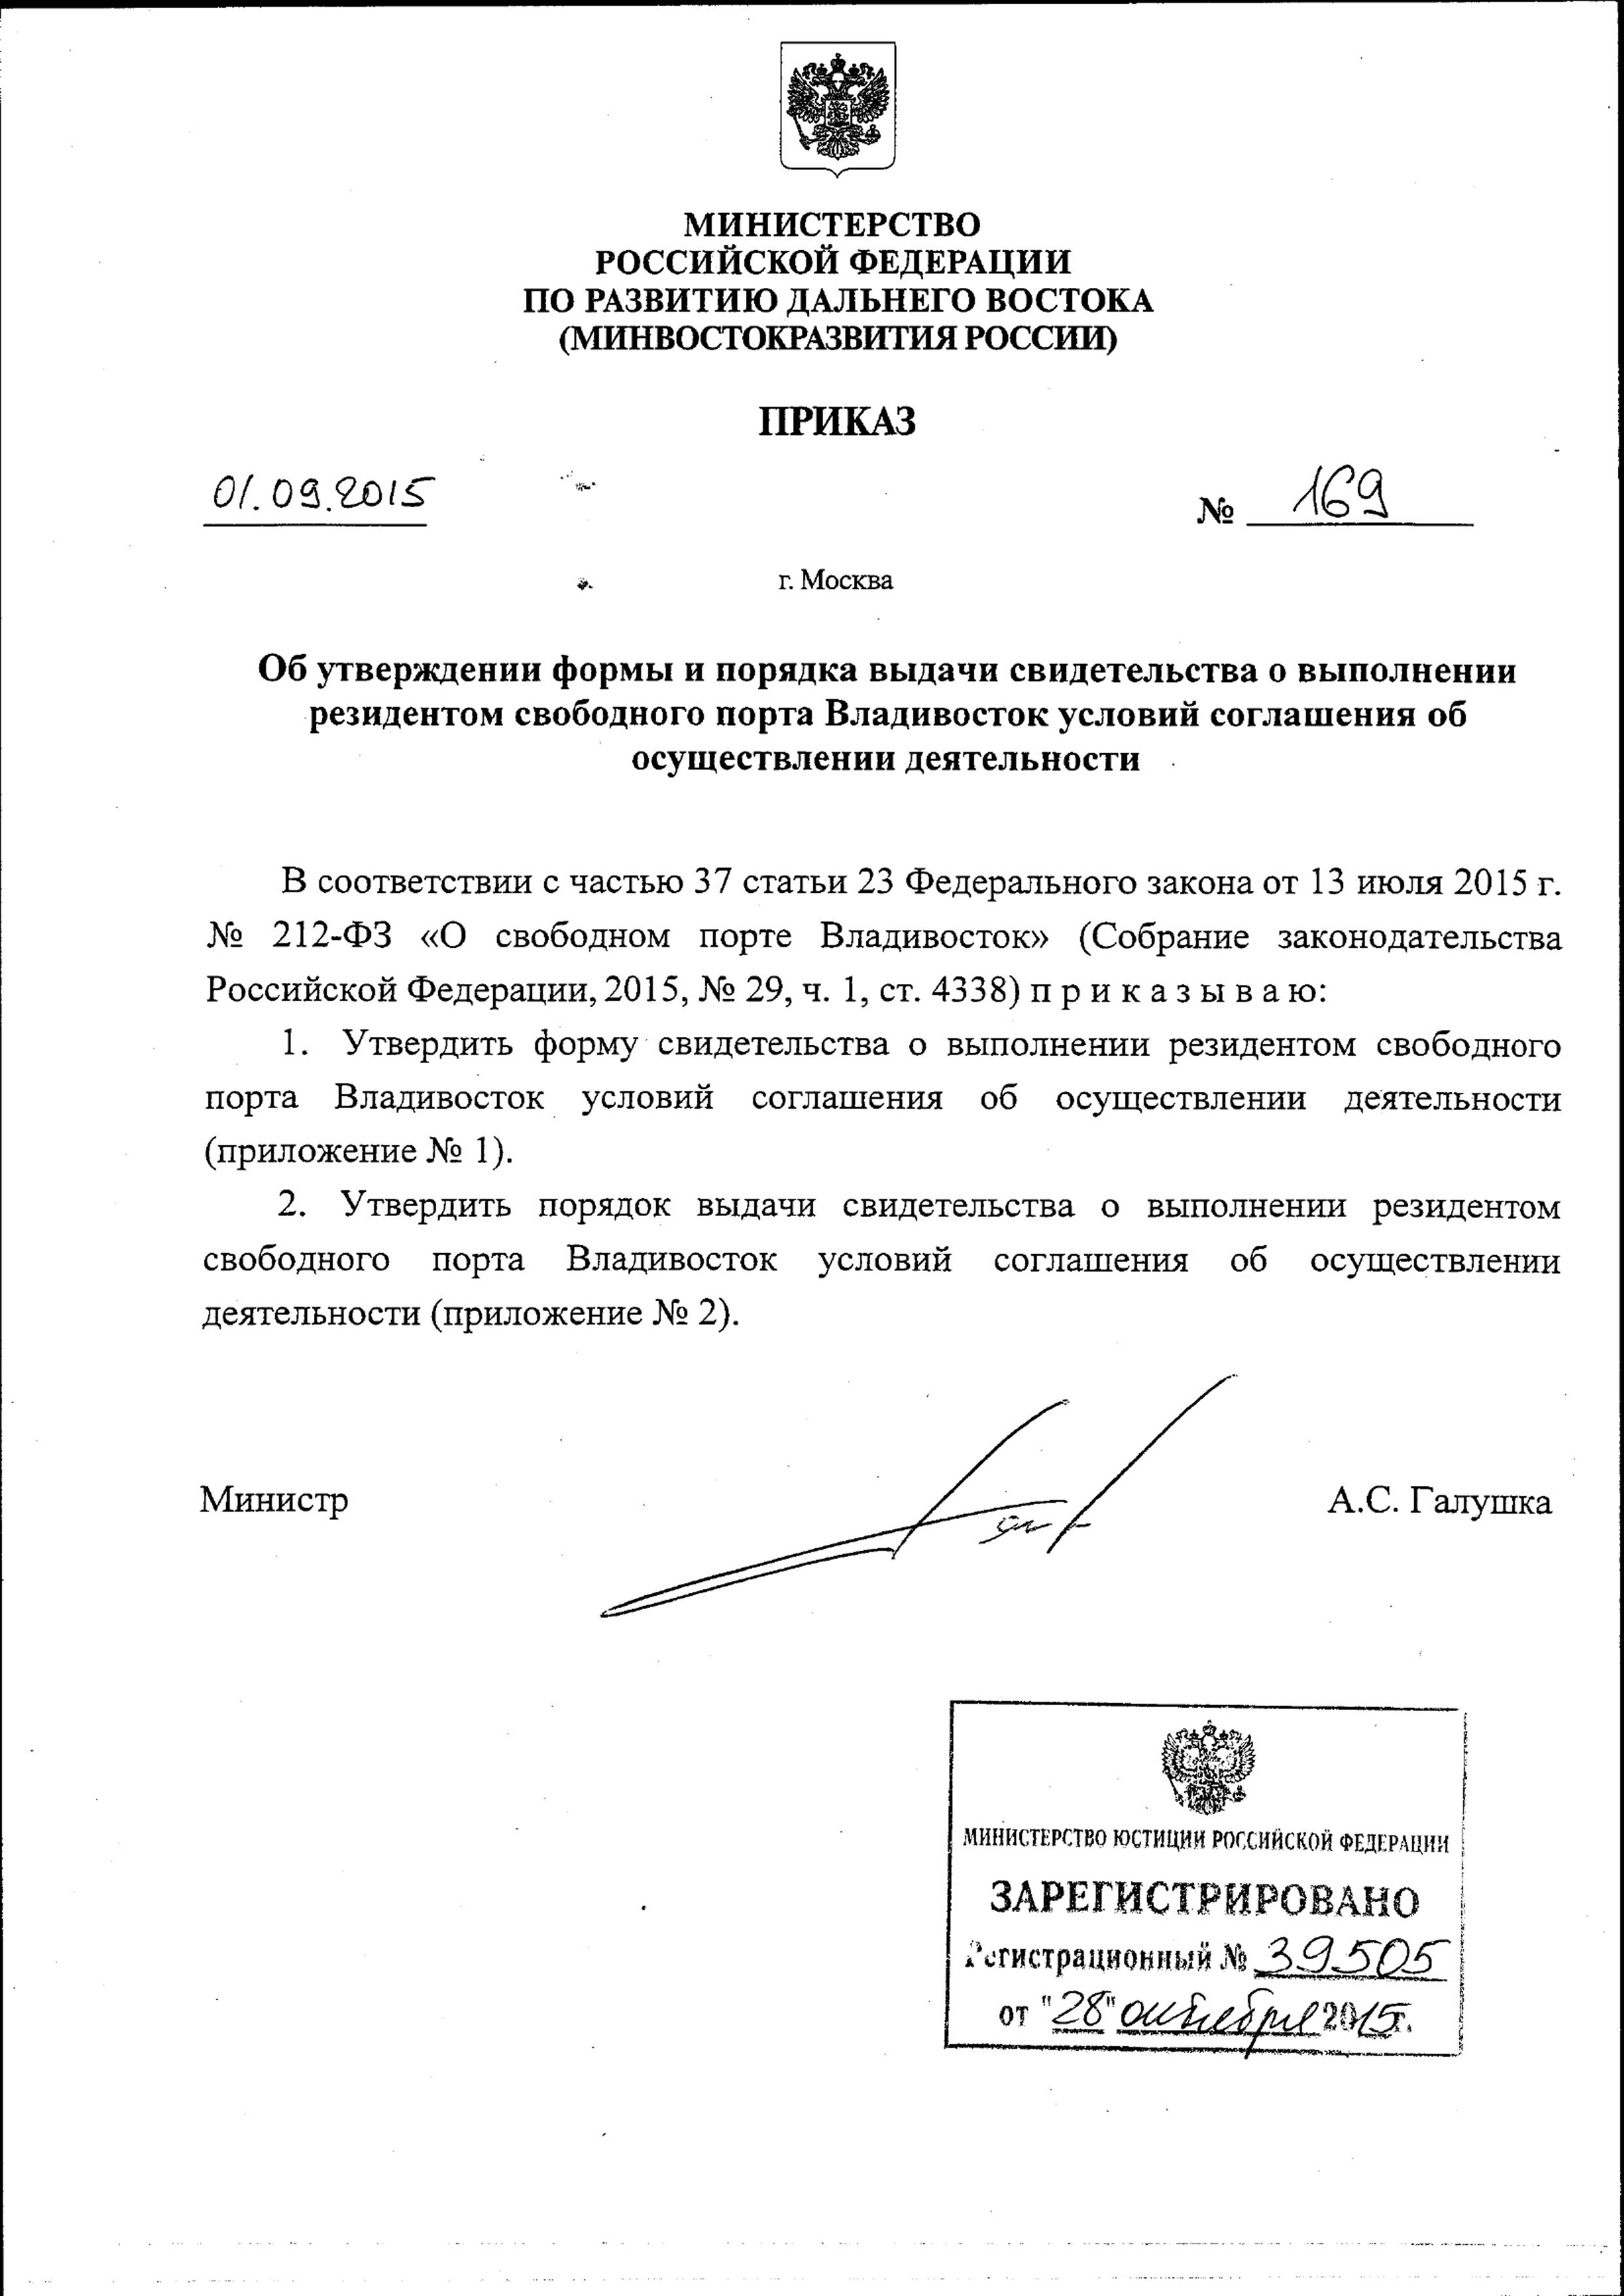 МИНИСТЕРСТВО
РОССИЙСКОЙ ФЕДЕРАЦИИ
ПО РАЗВИТИЮ ДАЛЬНЕГО ВОСТОКА
(МИНВОСТОКРАЗВИТИЯ РОССИИ)
ПРИКАЗ
01.09.2015
№ 169
г. Москва
Об утверждении формы и порядка выдачи свидетельства о выполнении
резидентом свободного порта Владивосток условий соглашения об
осуществлении деятельности
В соответствии с частью 37 статьи 23 Федерального закона от 13 июля 2015 г.
№ 212-ФЗ «О свободном порте Владивосток» (Собрание законодательства
Российской Федерации, 2015, № 29, ч. 1, ст. 4338) п р и к а з ы в а ю:
1. Утвердить форму свидетельства о выполнении резидентом свободного
порта Владивосток условий соглашения об осуществлении деятельности
(приложение № 1).
2. Утвердить порядок выдачи свидетельства о выполнении резидентом
свободного порта Владивосток условий соглашения об осуществлении
деятельности (приложение № 2).
Министр
А.С. Галушка
МИНИСТЕРСТВО ЮСТИЦИИ РОССИЙСКОЙ ФЕДЕРАЦИИ
ЗАРЕГИСТРИРОВАНО
Регистрационный № 39505
от "28" октября 2015г.